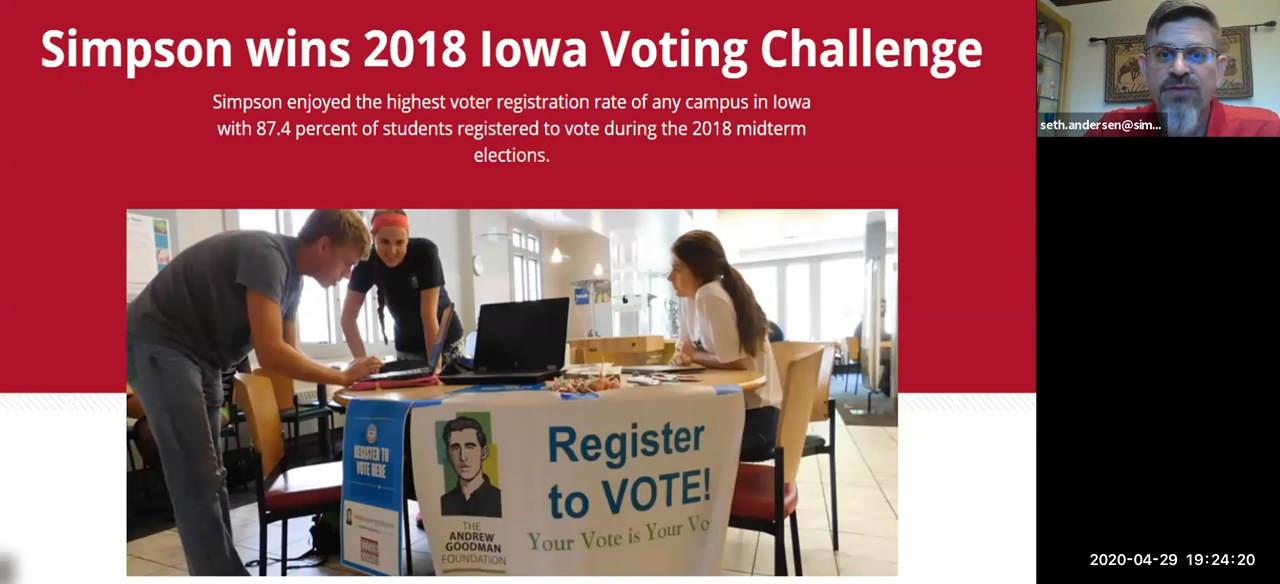 Simpson wins 2018 Iowa Voting Challenge
Simpson enjoyed the highest voter registration rate of any campus in Iowa
with 87.4 percent of students registered to vote during the 2018 midterm
elections.
seth.andersen@sim...
REGISTER TO
VOTE HERE
THE
ANDREW
GOODMAN
FOUNDATION
Register
to VOTE!
Your Vote is Your Vo
2020-04-29 19:24:20